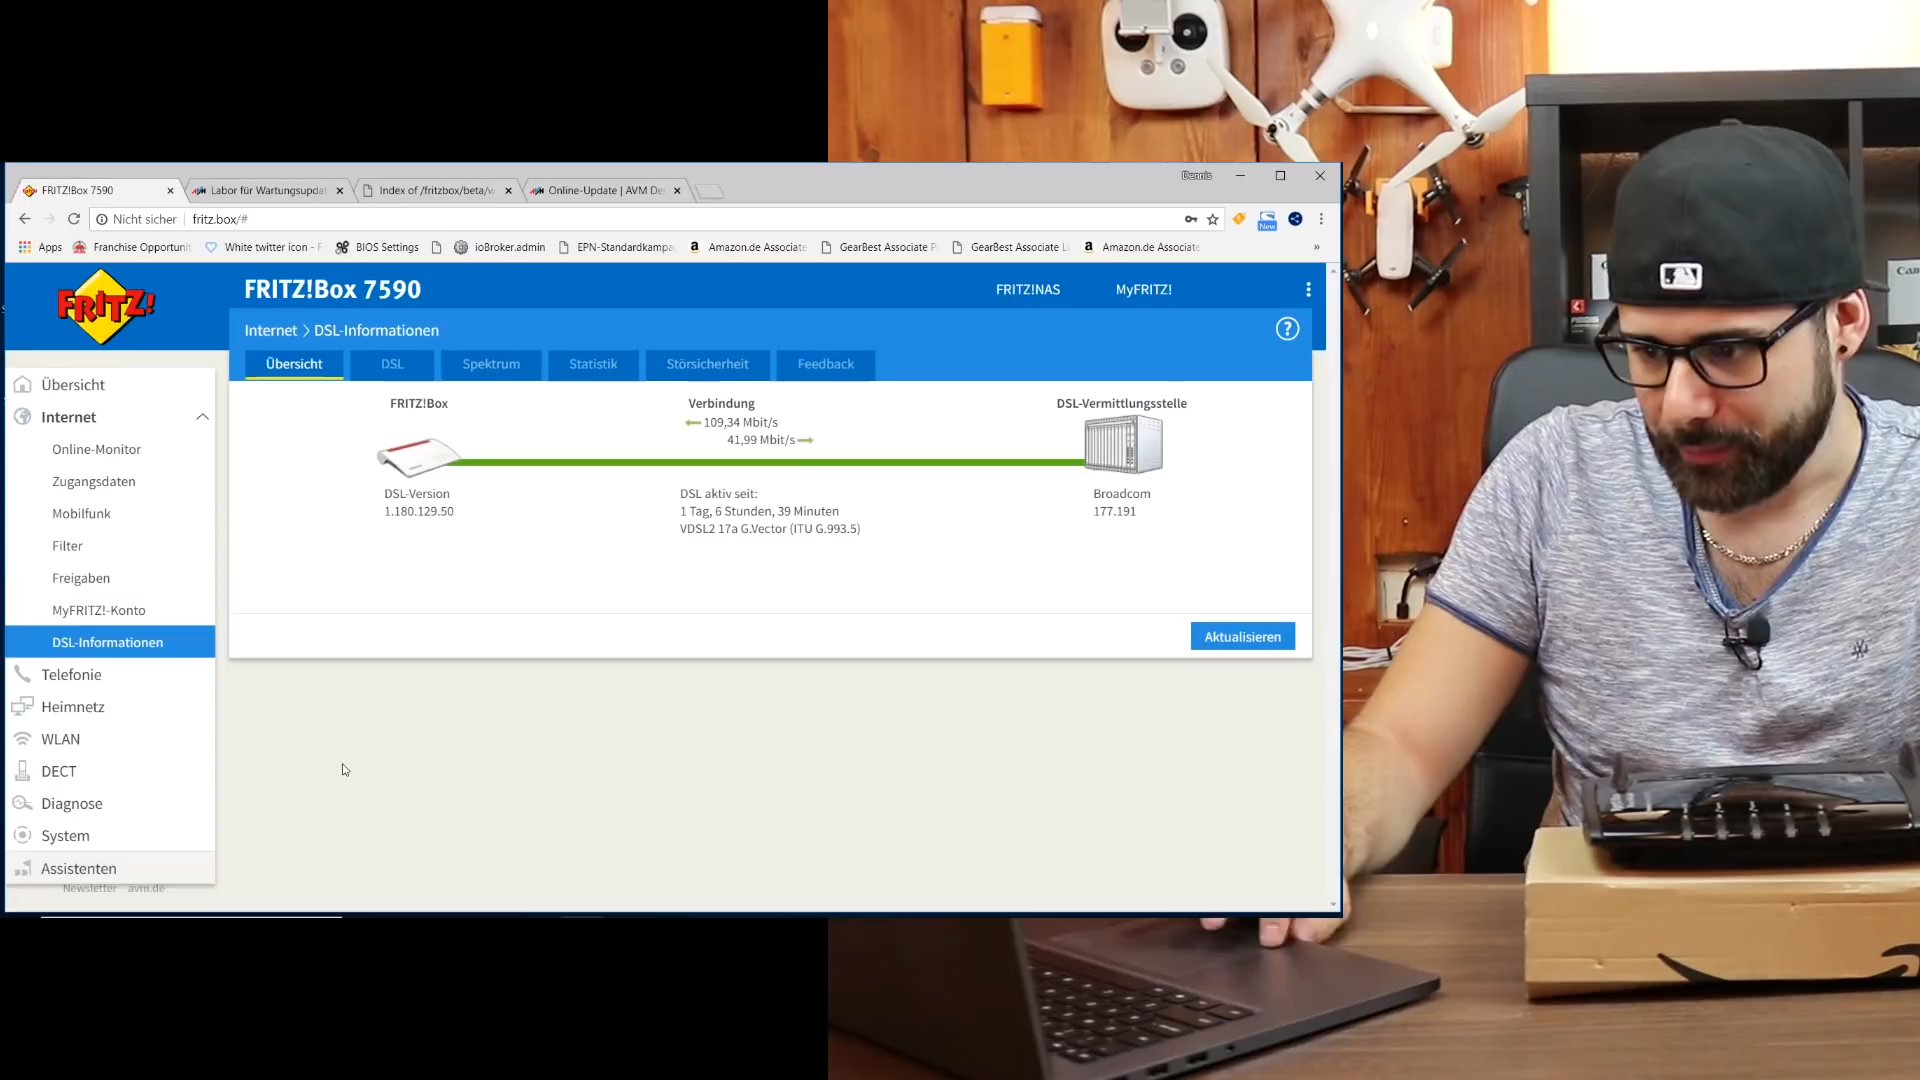 Dennis
FRITZ!Box 7590
Labor für Wartungsupdat
Index of /fritzbox/beta/w
Online-Update | AVM De
Nicht sicher
fritz.box/#
New
Apps
Franchise Opportunit
White twitter icon - F
BIOS Settings
ioBroker.admin
EPN-Standardkampa
Amazon.de Associate
GearBest Associate P
GearBest Associate L
Amazon.de Associate
»
FRITZ!
FRITZ!Box 7590
FRITZ!NAS
MyFRITZ!
Internet > DSL-Informationen
?
Übersicht
DSL
Spektrum
Statistik
Störsicherheit
Feedback
Übersicht
Internet
Online-Monitor
Zugangsdaten
Mobilfunk
Filter
Freigaben
MyFRITZ!-Konto
DSL-Informationen
Telefonie
Heimnetz
WLAN
DECT
Diagnose
System
Assistenten
Newsletter avm.de
FRITZ!Box
Verbindung
DSL-Vermittlungsstelle
109,34 Mbit/s
41,99 Mbit/s
DSL-Version
1.180.129.50
DSL aktiv seit:
1 Tag, 6 Stunden, 39 Minuten
VDSL2 17a G.Vector (ITU G.993.5)
Broadcom
177.191
Aktualisieren
Canon